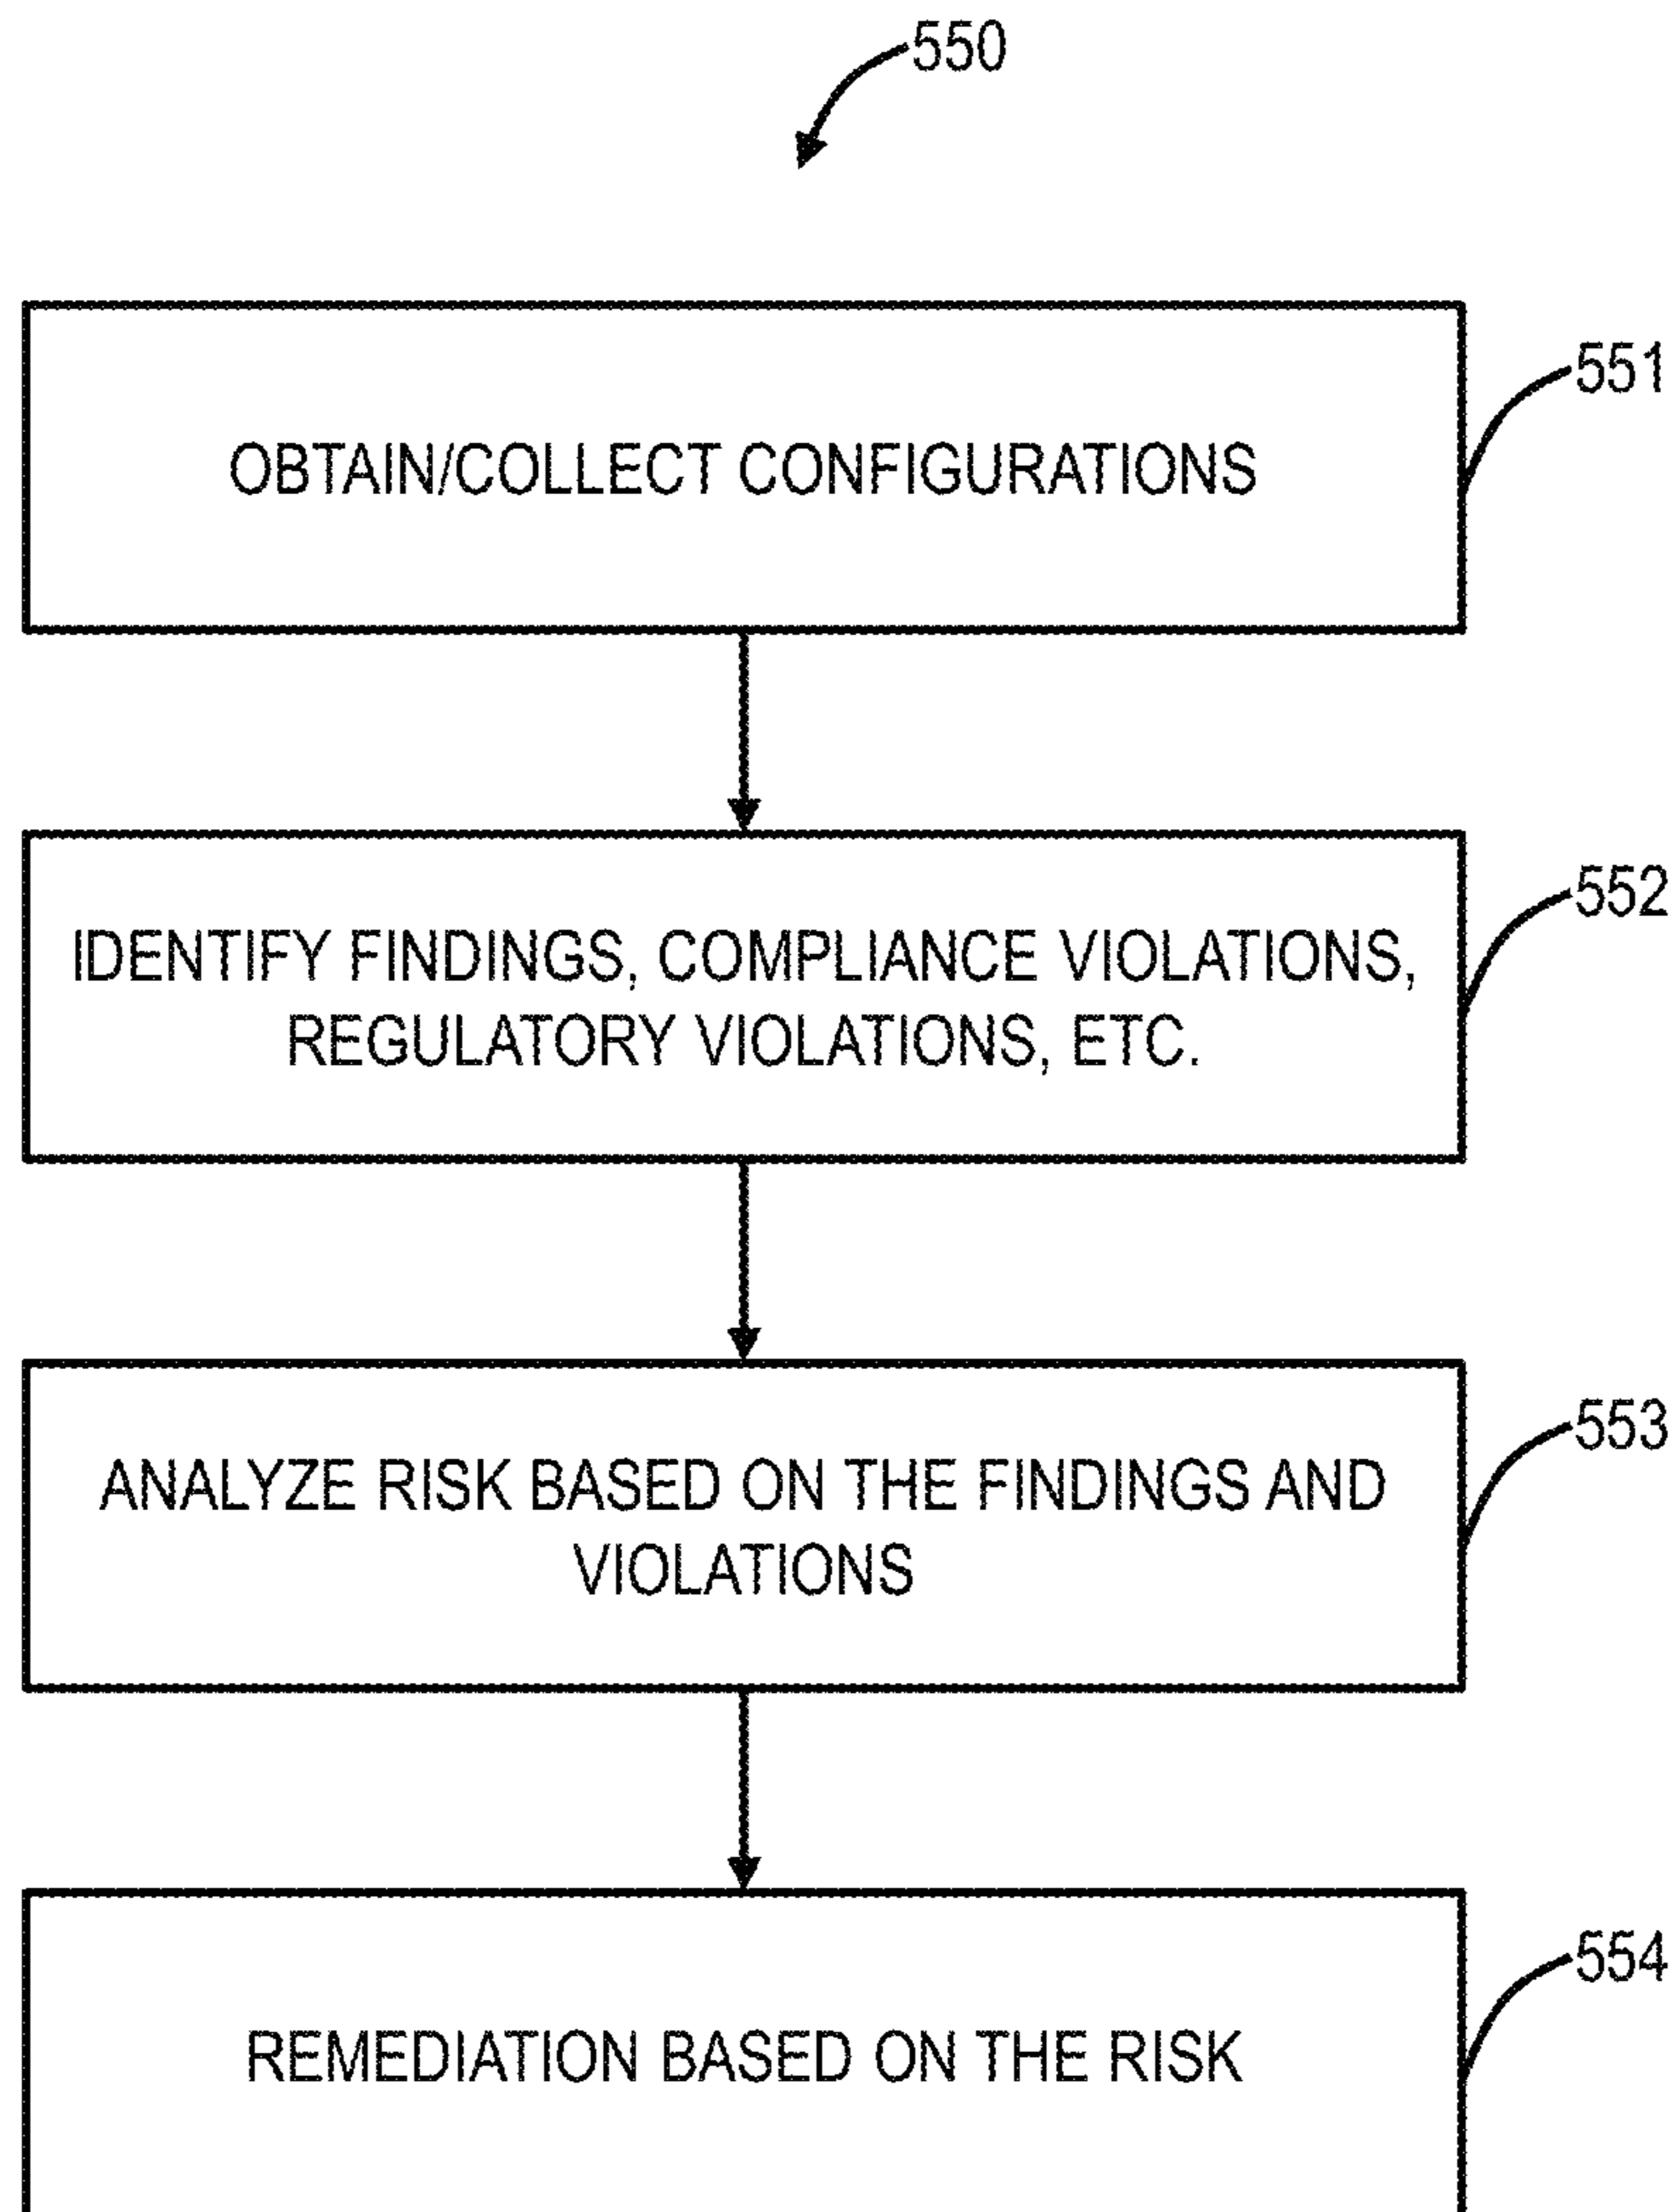 550
551
OBTAIN/COLLECT CONFIGURATIONS
552
IDENTIFY FINDINGS, COMPLIANCE VIOLATIONS,
REGULATORY VIOLATIONS, ETC.
553
ANALYZE RISK BASED ON THE FINDINGS AND
VIOLATIONS
554
REMEDIATION BASED ON THE RISK